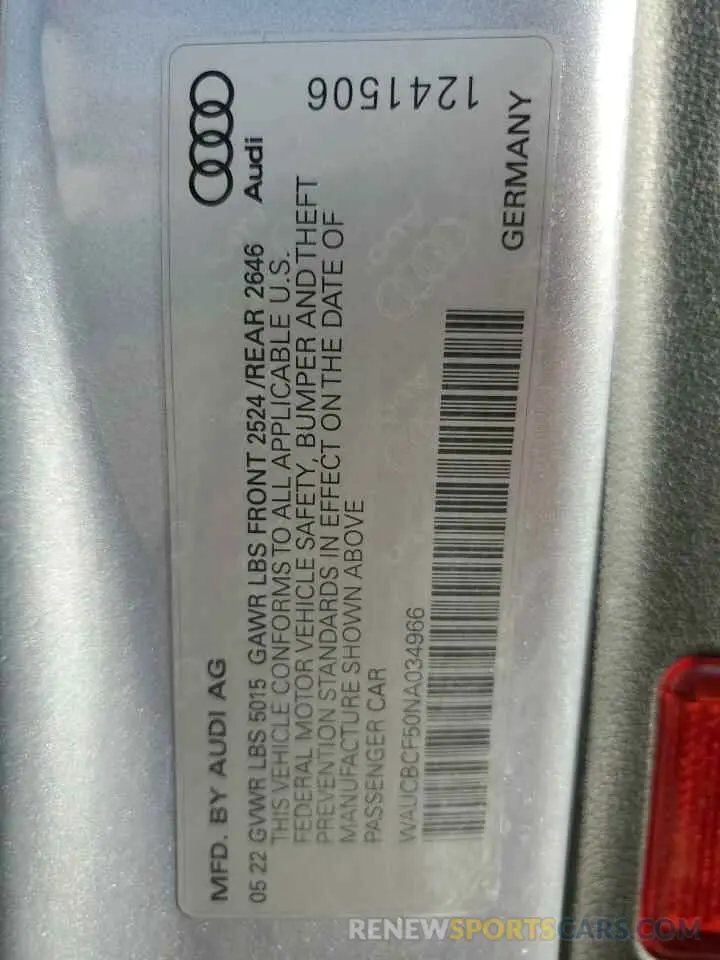 MFD. BY AUDI AG
05 22 GVWR LBS 5015 GAWR LBS FRONT 2524 /REAR 2646
THIS VEHICLE CONFORMS TO ALL APPLICABLE U.S.
FEDERAL MOTOR VEHICLE SAFETY, BUMPER AND THEFT
PREVENTION STANDARDS IN EFFECT ON THE DATE OF
MANUFACTURE SHOWN ABOVE
PASSENGER CAR
WAUCBCF50NA034966
Audi
1241506
GERMANY
RENEWSPORTSCARS.COM